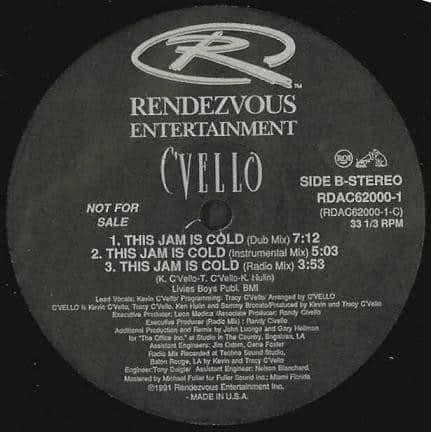 R
TM
RENDEZVOUS
ENTERTAINMENT
C'VELLO
RCA
NOT FOR
SALE
SIDE B-STEREO
RDAC62000-1
(RDAC62000-1-C)
33 1/3 RPM
1. THIS JAM IS COLD (Dub Mix) 7:12
2. THIS JAM IS COLD (Instrumental Mix) 5:03
3. THIS JAM IS COLD (Radio Mix) 3:53
(K. C'Vello-T. C'Vello-K. Hulin)
Livias Boys Publ. BMI
Lead Vocals: Kevin C'Vello/ Programming: Tracy C'Vello/ Arranged by C'VELLO
C'VELLO is Kevin C'Vello, Tracy C'Vello, Ken Hulin and Sammy Bronato/Produced by Kevin and Tracy C'Vello
Executive Producer: Leon Medica /Associate Producer: Randy Civello
Executive Producer (Radio Mix) : Randy Civello
Additional Production and Remix by John Luongo and Gary Hellman
for "The Office Inc." at Studio in The Country, Bogalusa, LA
Assistant Engineers: Jim Odom, Gene Foster
Radio Mix Recorded at Techno Sound Studio,
Baton Rouge, LA by Kevin and Tracy C'Vello
Engineer:Tony Daigle/ Assistant Engineer: Nelson Blanchard,
Mastered by Michael Fuller for Fuller Sound Inc.; Miami Florida
©1991 Rendezvous Entertainment Inc.
- MADE IN U.S.A.